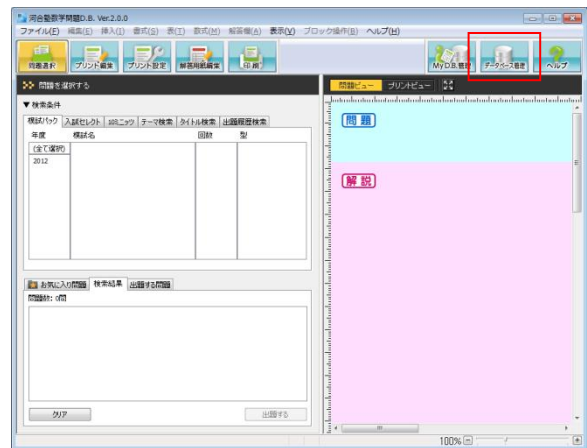 河合塾数学問題D.B. Ver.2.0.0
ファイル(F) 編集(E) 挿入(I) 書式(S) 表(T) 数式(M) 解答欄(A) 表示(V) ブロック操作(B) ヘルプ(H)
問題選択 プリント編集 プリント設定 解答用紙編集 印刷 MyD.B.管理 データベース管理 ヘルプ
問題を選択する
問題ビュー プリントビュー
▼検索条件
模試パック 入試セレクト 10ミニッツ テーマ検索 タイトル検索 出題履歴検索
年度 模試名 回数 型
(全て選択)
2012
問題
解説
お気に入り問題 検索結果 出題する問題
問題数: 0問
クリア 出題する
100%